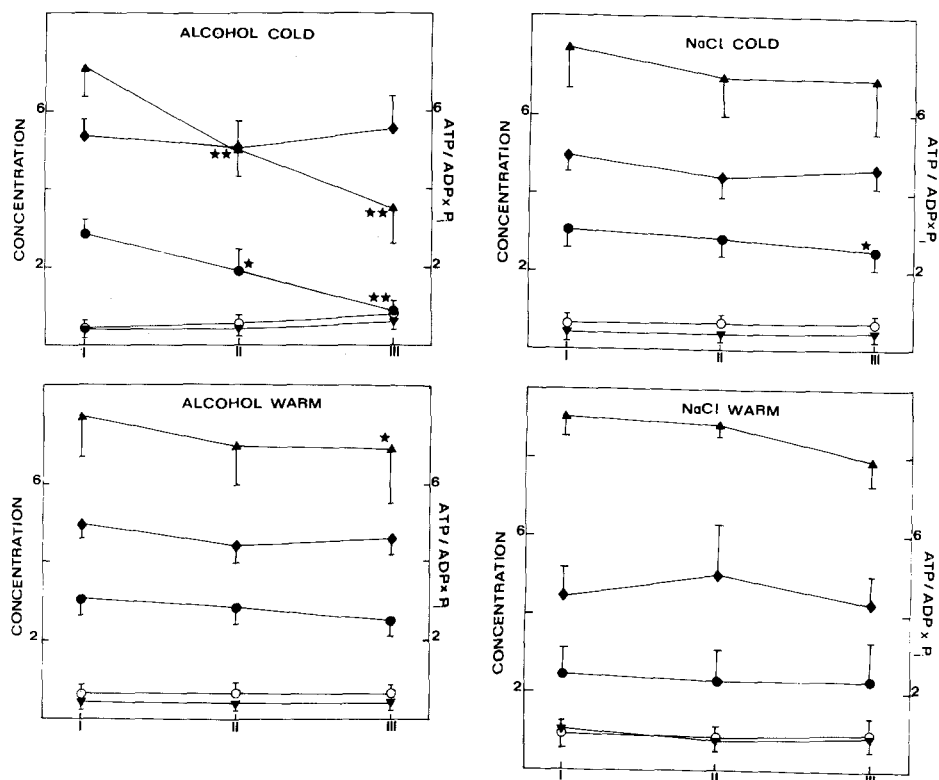 ALCOHOL COLD
CONCENTRATION
6
2
6
2
ATP / ADP x P
I
II
III
NaCl COLD
CONCENTRATION
6
2
6
2
ATP / ADP x P
I
II
III
ALCOHOL WARM
CONCENTRATION
6
2
6
2
ATP / ADP x P
I
II
III
NaCl WARM
CONCENTRATION
6
2
6
2
ATP / ADP x P
I
II
III